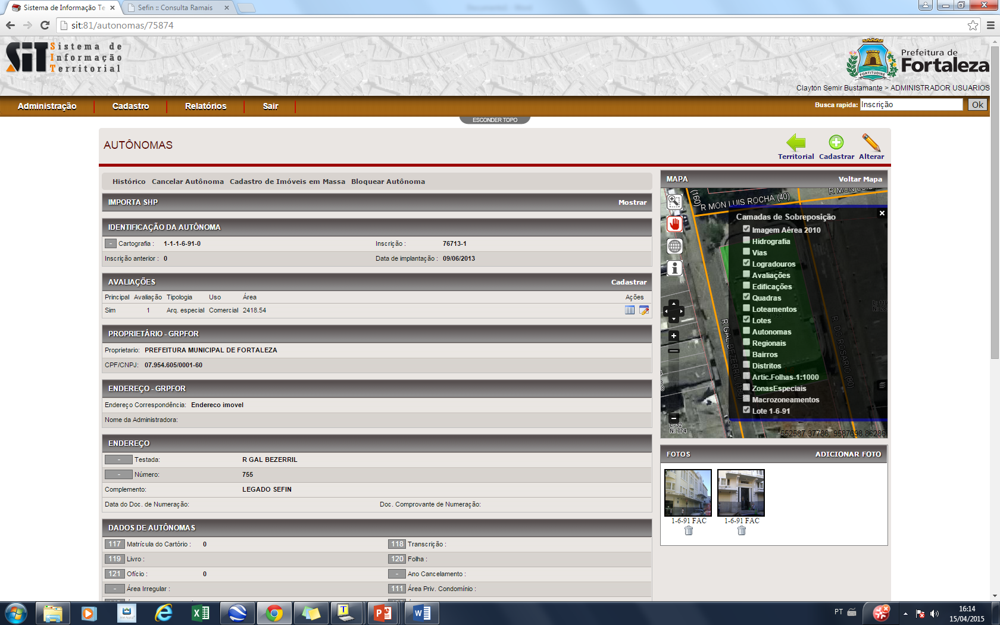 Sistema de Informação Te
Sefin :: Consulta Ramais
sit:81/autonomas/75874
SiT Sistema de
Informação
Territorial
Prefeitura de
Fortaleza
FORTITUDINE
Clayton Semir Bustamante > ADMINISTRADOR USUARIOS
Administração Cadastro Relatórios Sair
Busca rapida: Inscrição Ok
ESCONDER TOPO
AUTÔNOMAS
Territorial Cadastrar Alterar
Histórico Cancelar Autônoma Cadastro de Imóveis em Massa Bloquear Autônoma
IMPORTA SHP Mostrar
IDENTIFICAÇÃO DA AUTÔNOMA
- Cartografia : 1-1-1-6-91-0 Inscrição : 76713-1
Inscrição anterior : 0 Data de implantação : 09/06/2013
AVALIAÇÕES Cadastrar
Principal Avaliação Tipologia Uso Área Ações
Sim 1 Arq. especial Comercial 2418.54
PROPRIETÁRIO - GRPFOR
Proprietario: PREFEITURA MUNICIPAL DE FORTALEZA
CPF/CNPJ: 07.954.605/0001-60
ENDEREÇO - GRPFOR
Endereço Correspondência: Endereco imovel
Nome da Administradora:
ENDEREÇO
- Testada: R GAL BEZERRIL
- Número: 755
Complemento: LEGADO SEFIN
Data do Doc. de Numeração: Doc. Comprovante de Numeração:
DADOS DE AUTÔNOMAS
117 Matrícula do Cartório : 0 118 Transcrição :
119 Livro : 120 Folha :
121 Ofício : 0 - Ano Cancelamento :
- Área Irregular : 111 Área Priv. Condomínio :
MAPA Voltar Mapa
(160)
R MON LUIS ROCHA (40)
R MON LUIS
Camadas de Sobreposição
Imagem Aérea 2010
Hidrografia
Vias
Logradouros
Avaliações
Edificações
Quadras
Loteamentos
Lotes
Autonomas
Regionais
Bairros
Distritos
Artic.Folhas-1:1000
ZonasEspeciais
Macrozoneamentos
Lote 1-6-91
R GAL BEZERRIL (160)
R DO ROSARIO (80)
L: 32
N: 774
552587.37786, 9587698.86286
FOTOS ADICIONAR FOTO
1-6-91 FAC 1-6-91 FAC
PT
16:14
15/04/2015